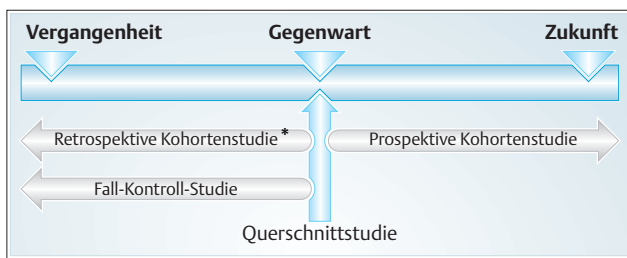 Vergangenheit Gegenwart Zukunft
Retrospektive Kohortenstudie* Prospektive Kohortenstudie
Fall-Kontroll-Studie
Querschnittstudie